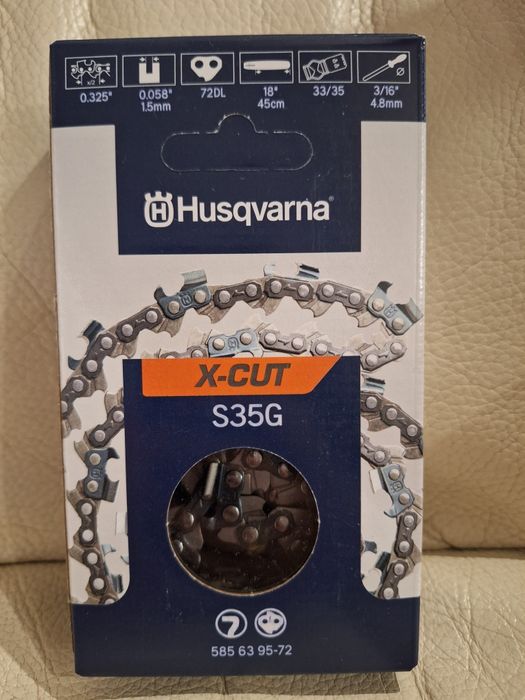 0.325" 0.058" 72DL 18" 33/35 3/16"
1.5mm 45cm 4.8mm
Husqvarna®
X-CUT
S35G
585 63 95-72